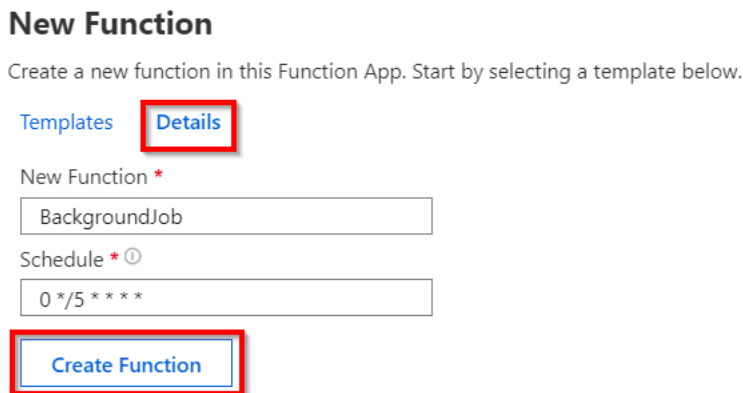 New Function
Create a new function in this Function App. Start by selecting a template below.
Templates Details
New Function *
BackgroundJob
Schedule *
0 */5 * * * *
Create Function